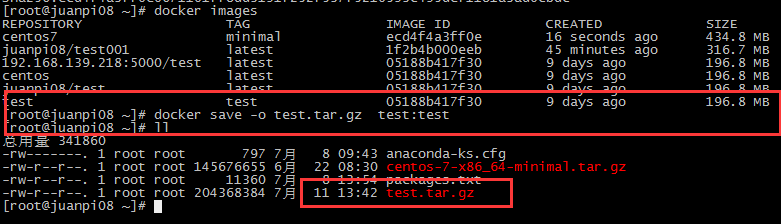 [root@juanpi08 ~]# docker images
REPOSITORY TAG IMAGE ID CREATED SIZE
centos7 minimal ecd4f4a3ff0e 16 seconds ago 434.8 MB
juanpi08/test001 latest 1f2b4b000eeb 45 minutes ago 316.7 MB
192.168.139.218:5000/test latest 05188b417f30 9 days ago 196.8 MB
centos latest 05188b417f30 9 days ago 196.8 MB
juanpi08/test latest 05188b417f30 9 days ago 196.8 MB
test test 05188b417f30 9 days ago 196.8 MB
[root@juanpi08 ~]# docker save -o test.tar.gz test:test
[root@juanpi08 ~]# ll
总用量 341860
-rw-------. 1 root root 797 7月 8 09:43 anaconda-ks.cfg
-rw-r--r--. 1 root root 145676655 6月 22 08:30 centos-7-x86_64-minimal.tar.gz
-rw-r--r--. 1 root root 11360 7月 8 13:54 packages.txt
-rw-r--r--. 1 root root 204368384 7月 11 13:42 test.tar.gz
[root@juanpi08 ~]#